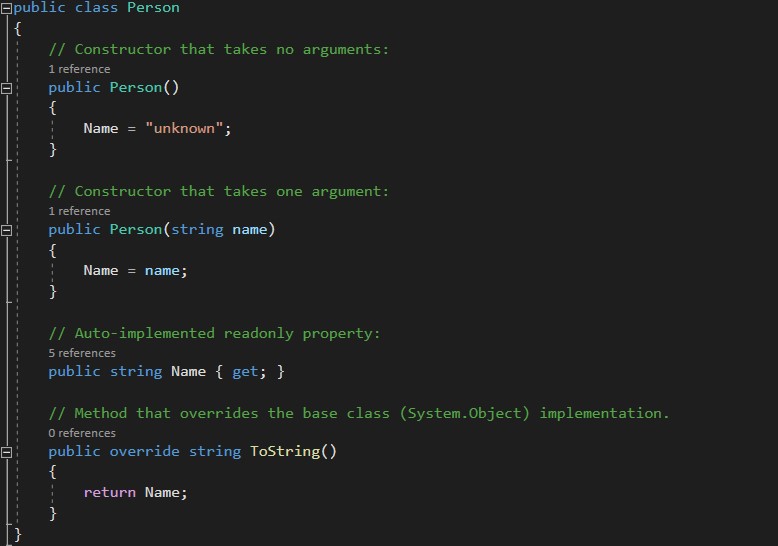 public class Person
{
// Constructor that takes no arguments:
1 reference
public Person()
{
Name = "unknown";
}
// Constructor that takes one argument:
1 reference
public Person(string name)
{
Name = name;
}
// Auto-implemented readonly property:
5 references
public string Name { get; }
// Method that overrides the base class (System.Object) implementation.
0 references
public override string ToString()
{
return Name;
}
}